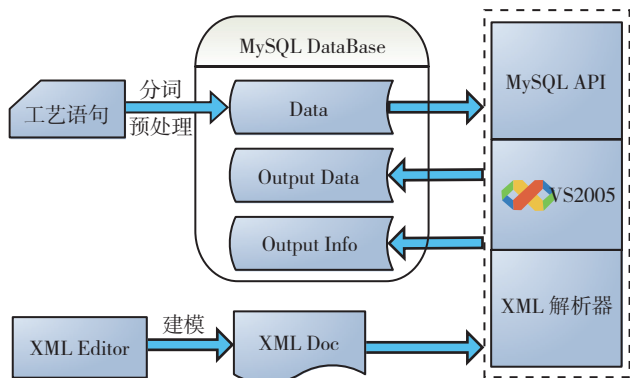 MySQL DataBase
工艺语句
分词
预处理
Data
Output Data
Output Info
MySQL API
VS2005
XML 解析器
XML Editor
建模
XML Doc